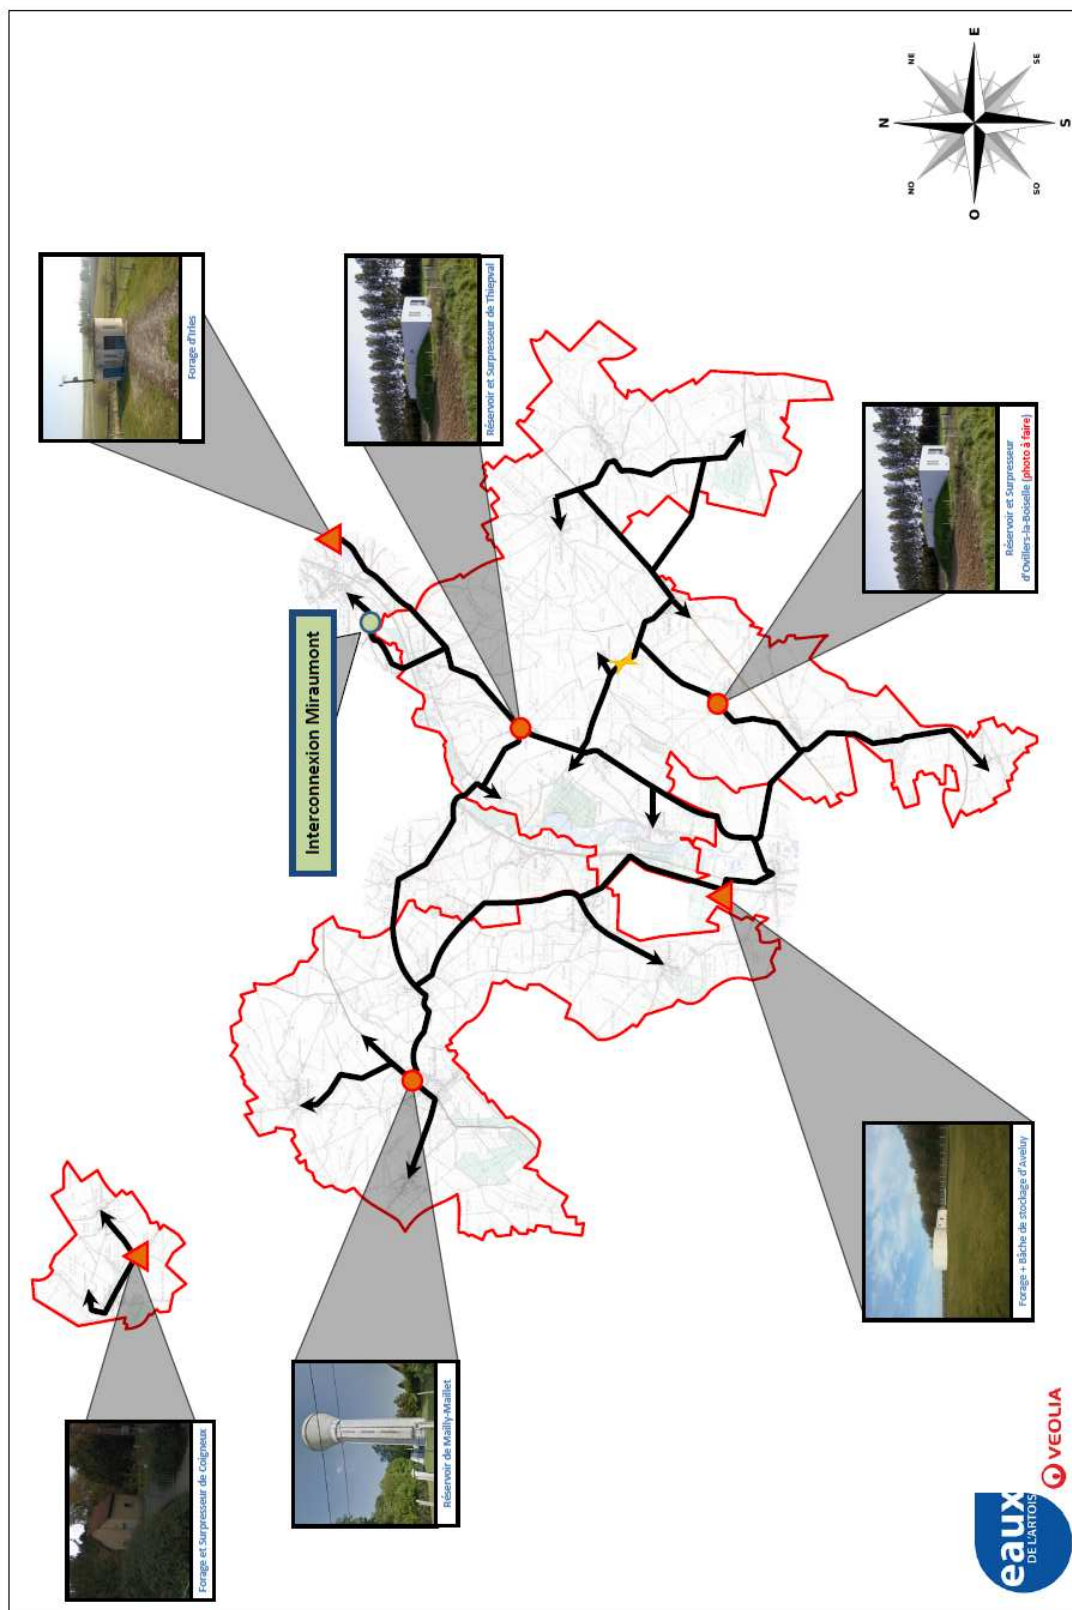 N
NE
E
SE
S
SO
O
NO
Forage d'Irles
Réservoir et Surpresseur de Thiepval
Réservoir et Surpresseur
d'Ovillers-la-Boiselle (photo à faire)
Interconnexion Miraumont
Forage + Bâche de stockage d'Aveluy
Réservoir de Mailly-Maillet
Forage et Surpresseur de Coigneux
eaux
DE L'ARTOIS
VEOLIA